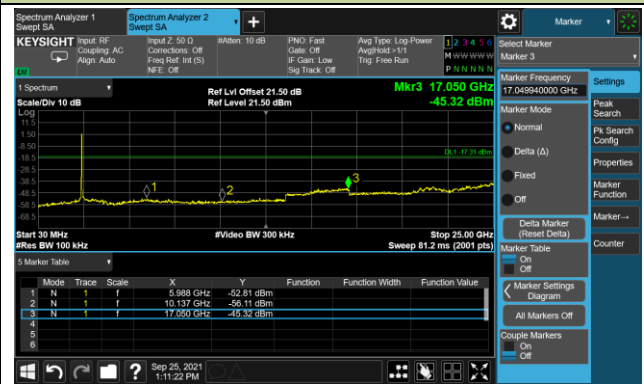 Spectrum Analyzer 1
Swept SA
Spectrum Analyzer 2
Swept SA
Marker
KEYSIGHT
Input: RF
Coupling: AC
Align: Auto
Input Z: 50 Ω
Corrections: Off
Freq Ref: Int (S)
NFE: Off
#Atten: 10 dB
PNO: Fast
Gate: Off
IF Gain: Low
Sig Track: Off
Avg Type: Log-Power
Avg|Hold:>1/1
Trig: Free Run
1 2 3 4 5 6
M W W W W W
P N N N N N
LXI
Select Marker
Marker 3
1 Spectrum
Scale/Div 10 dB
Log
Ref Lvl Offset 21.50 dB
Ref Level 21.50 dBm
Mkr3 17.050 GHz
-45.32 dBm
11.5
1.50
-8.50
-18.5
-28.5
-38.5
-48.5
-58.5
-68.5
DL1 -17.31 dBm
1
2
3
Start 30 MHz
#Res BW 100 kHz
#Video BW 300 kHz
Stop 25.00 GHz
Sweep 81.2 ms (2001 pts)
5 Marker Table
Mode Trace Scale X Y Function Function Width Function Value
1 N 1 f 5.988 GHz -52.81 dBm
2 N 1 f 10.137 GHz -56.11 dBm
3 N 1 f 17.050 GHz -45.32 dBm
4
5
6
Marker Frequency
17.049940000 GHz
Marker Mode
Normal
Delta (Δ)
Fixed
Off
Delta Marker
(Reset Delta)
Marker Table
On
Off
Marker Settings
Diagram
All Markers Off
Couple Markers
On
Off
Settings
Peak
Search
Pk Search
Config
Properties
Marker
Function
Marker→
Counter
Sep 25, 2021
1:11:22 PM